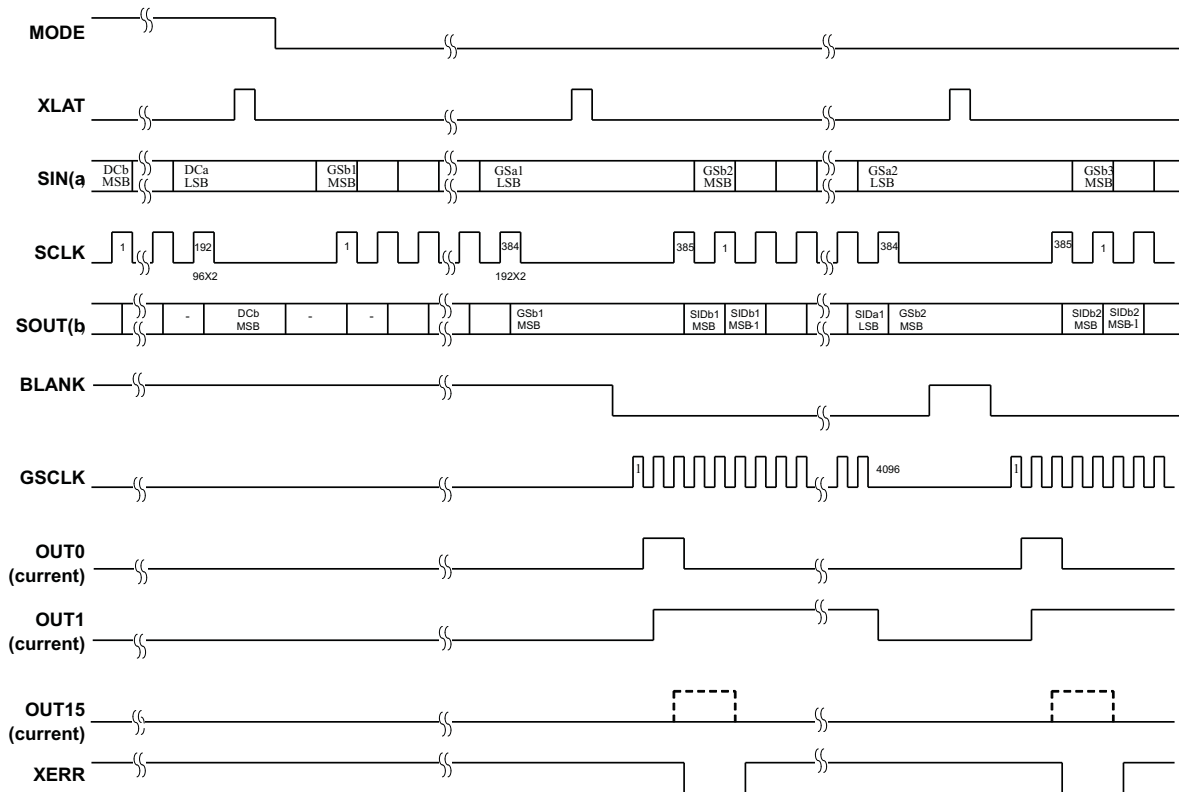 MODE
XLAT
SIN(a)
DCb MSB
DCa LSB
GSb1 MSB
GSa1 LSB
GSb2 MSB
GSa2 LSB
GSb3 MSB
SCLK
1
192
96X2
1
384
192X2
385
1
384
385
1
SOUT(b)
-
DCb MSB
-
-
GSb1 MSB
SIDb1 MSB
SIDb1 MSB-1
SIDa1 LSB
GSb2 MSB
SIDb2 MSB
SIDb2 MSB-1
BLANK
GSCLK
1
4096
1
OUT0
(current)
OUT1
(current)
OUT15
(current)
XERR